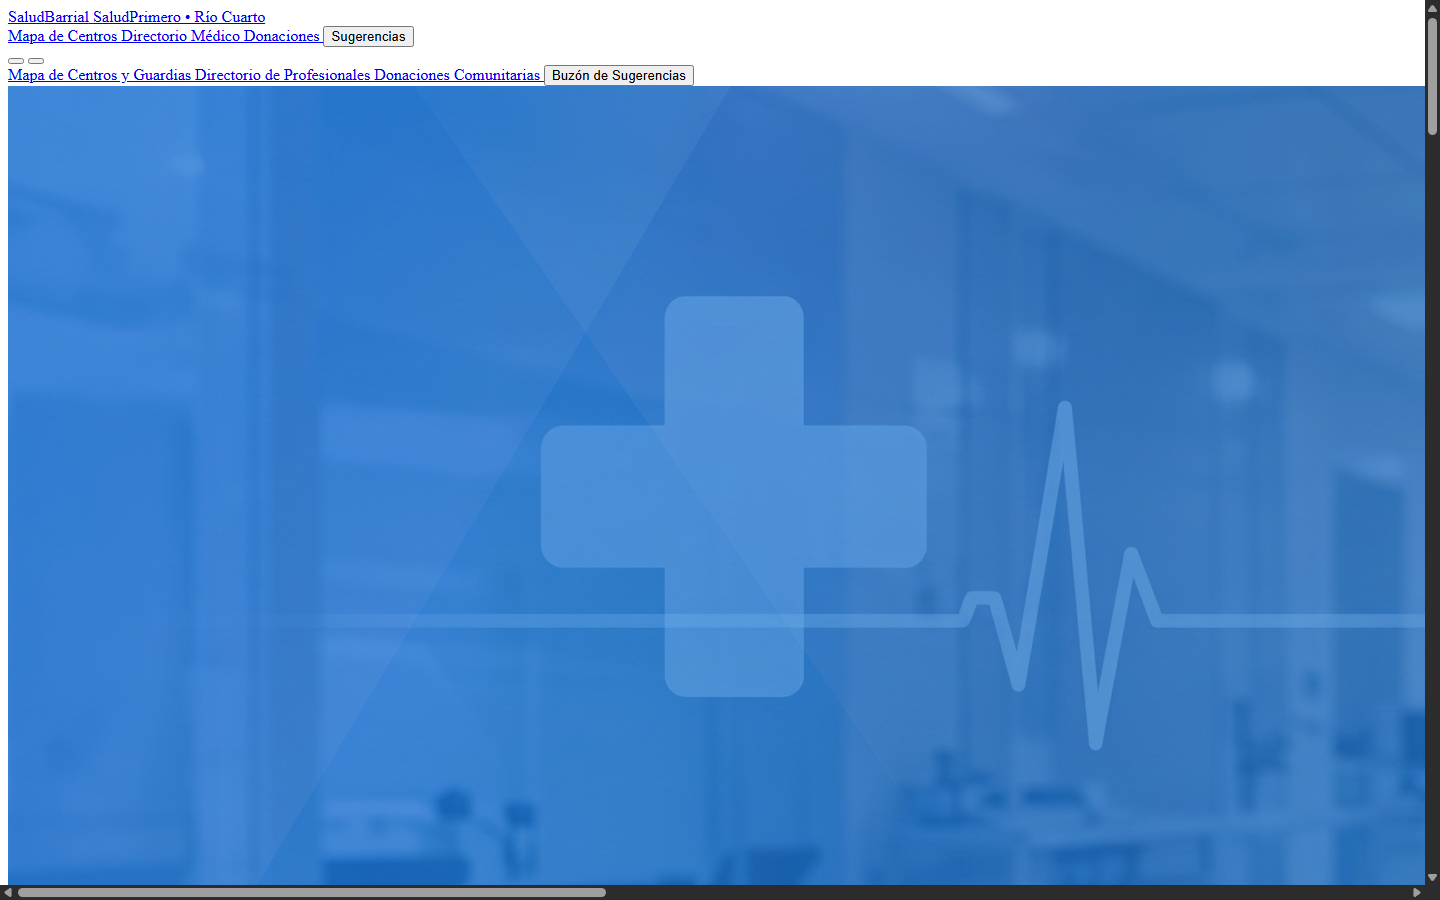 SaludBarrial SaludPrimero • Río Cuarto
Mapa de Centros Directorio Médico Donaciones Sugerencias
Mapa de Centros y Guardias Directorio de Profesionales Donaciones Comunitarias Buzón de Sugerencias